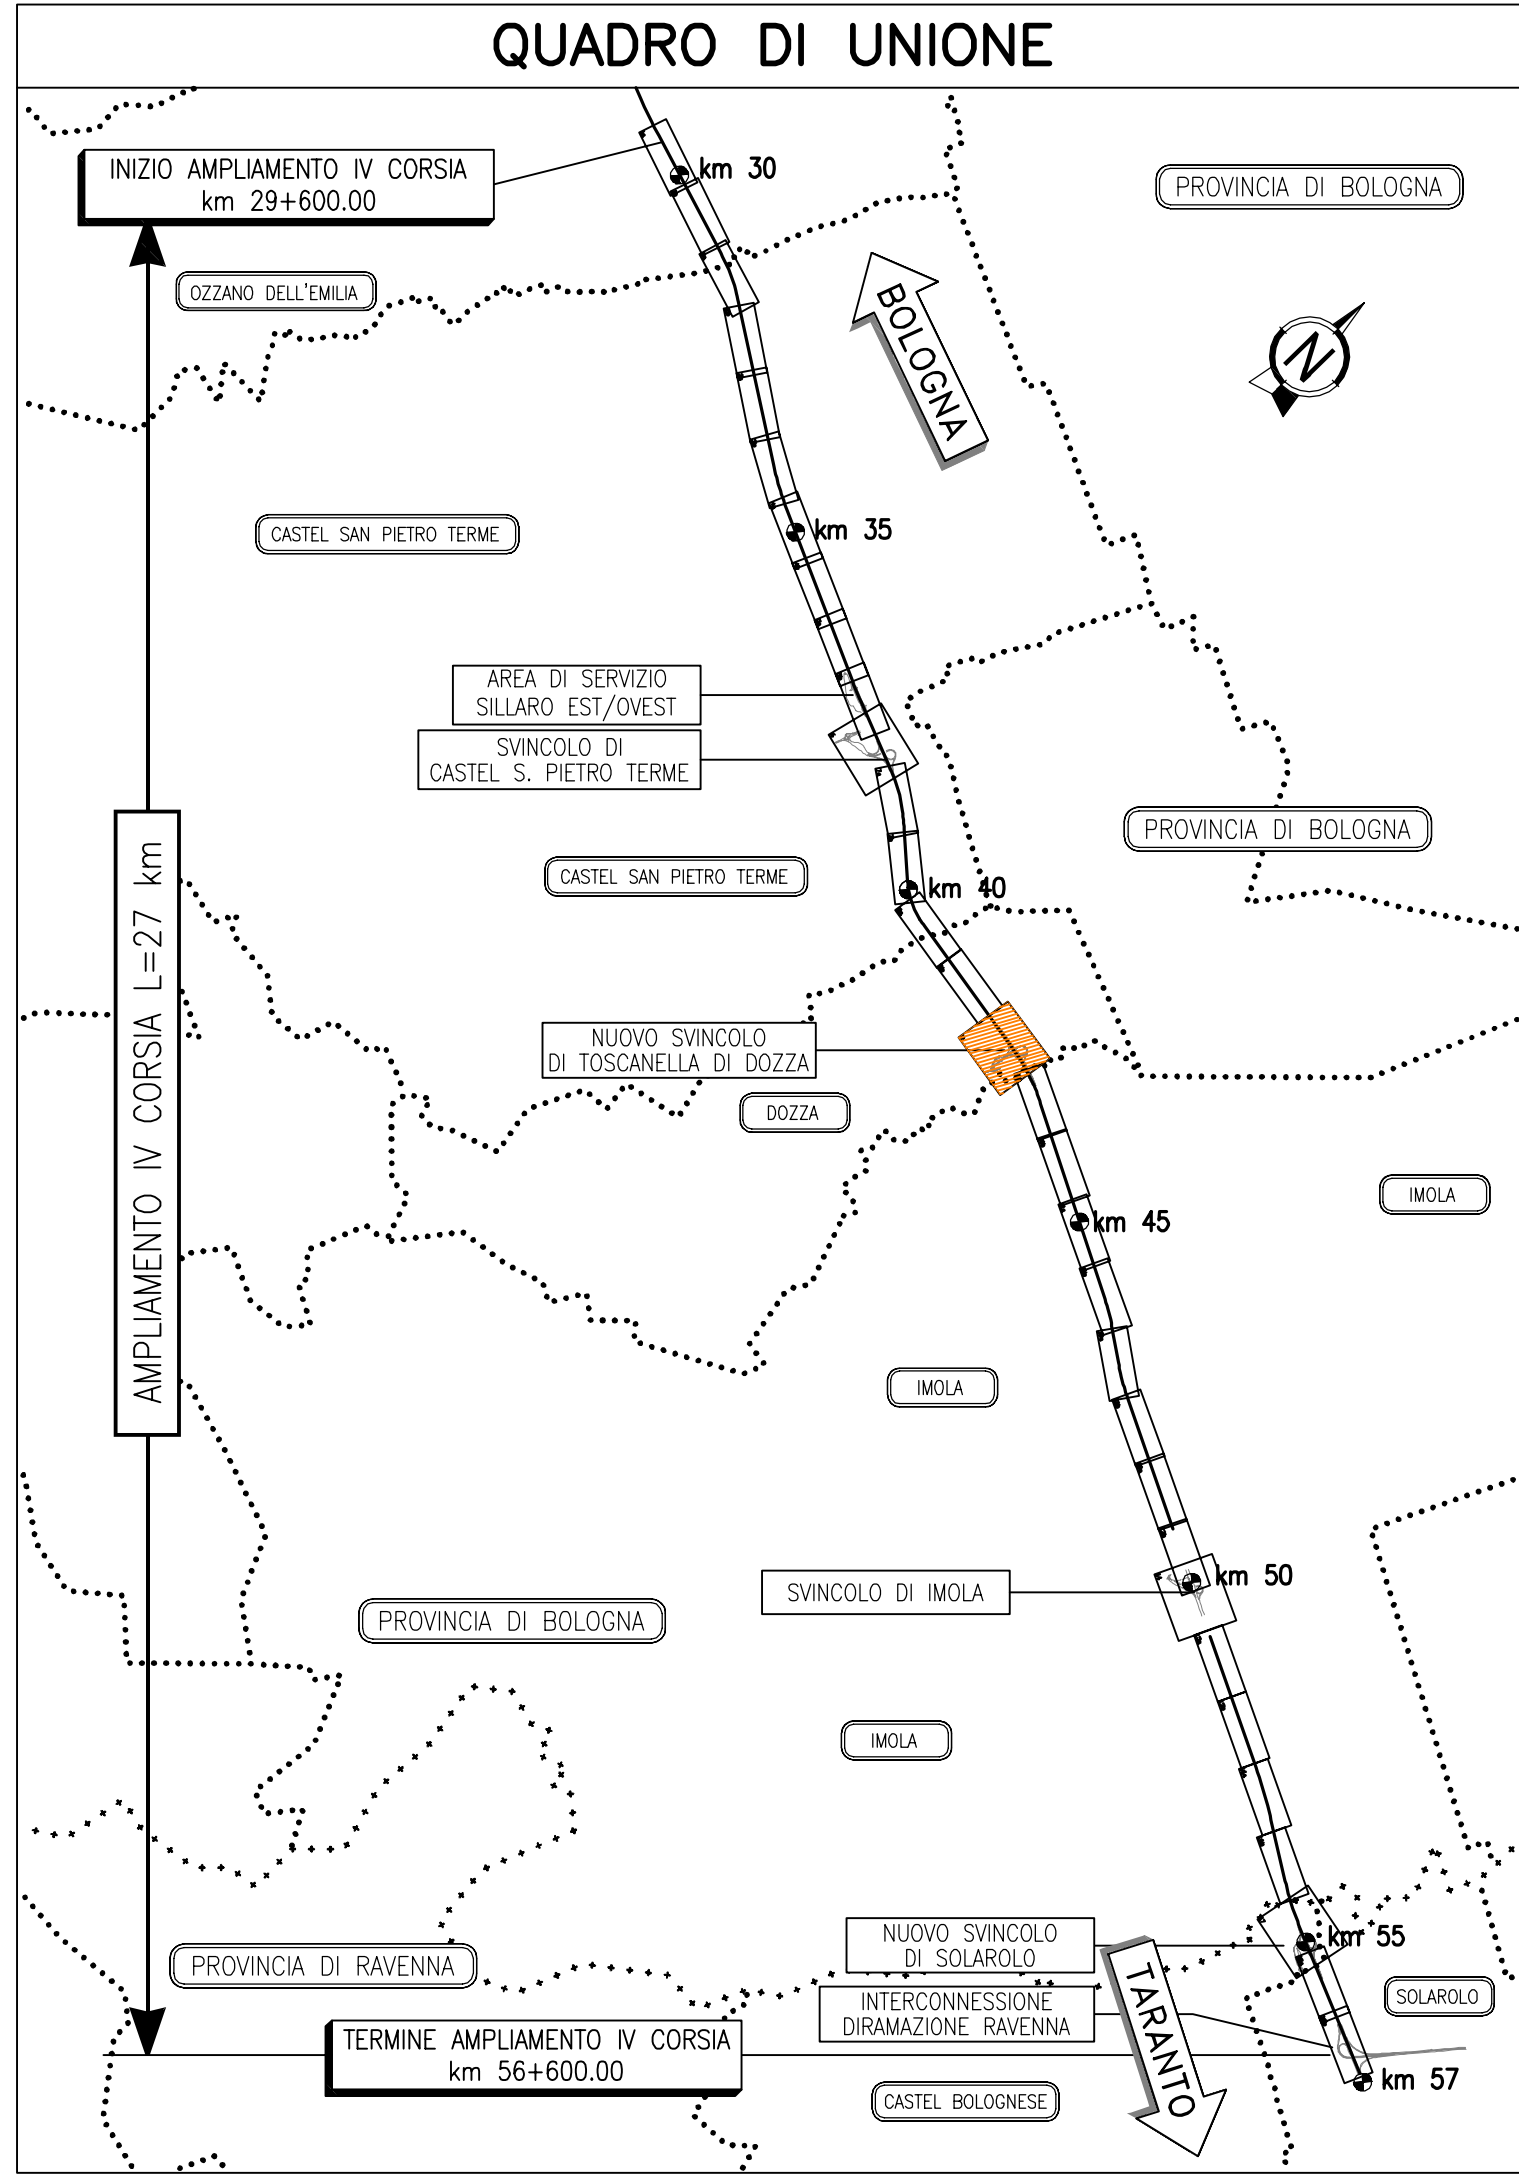 QUADRO DI UNIONE
INIZIO AMPLIAMENTO IV CORSIA
km 29+600.00
km 30
PROVINCIA DI BOLOGNA
OZZANO DELL'EMILIA
BOLOGNA
N
CASTEL SAN PIETRO TERME
km 35
AREA DI SERVIZIO
SILLARO EST/OVEST
SVINCOLO DI
CASTEL S. PIETRO TERME
PROVINCIA DI BOLOGNA
CASTEL SAN PIETRO TERME
km 40
AMPLIAMENTO IV CORSIA L=27 km
NUOVO SVINCOLO
DI TOSCANELLA DI DOZZA
DOZZA
IMOLA
km 45
IMOLA
SVINCOLO DI IMOLA
km 50
PROVINCIA DI BOLOGNA
IMOLA
NUOVO SVINCOLO
DI SOLAROLO
km 55
PROVINCIA DI RAVENNA
INTERCONNESSIONE
DIRAMAZIONE RAVENNA
TARANTO
SOLAROLO
TERMINE AMPLIAMENTO IV CORSIA
km 56+600.00
km 57
CASTEL BOLOGNESE